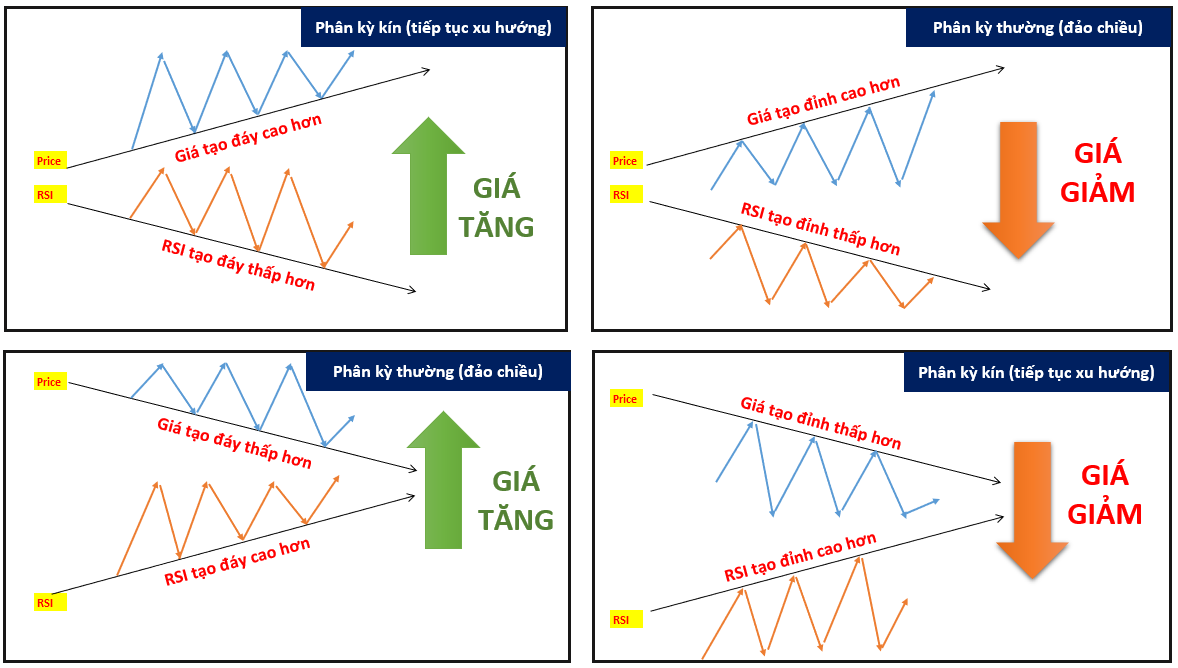 Phân kỳ kín (tiếp tục xu hướng)
Price
Giá tạo đáy cao hơn
RSI
RSI tạo đáy thấp hơn
GIÁ
TĂNG
Phân kỳ thường (đảo chiều)
Giá tạo đỉnh cao hơn
Price
RSI
RSI tạo đỉnh thấp hơn
GIÁ
GIẢM
Phân kỳ thường (đảo chiều)
Price
Giá tạo đáy thấp hơn
RSI tạo đáy cao hơn
RSI
GIÁ
TĂNG
Phân kỳ kín (tiếp tục xu hướng)
Price
Giá tạo đỉnh thấp hơn
RSI tạo đỉnh cao hơn
RSI
GIÁ
GIẢM